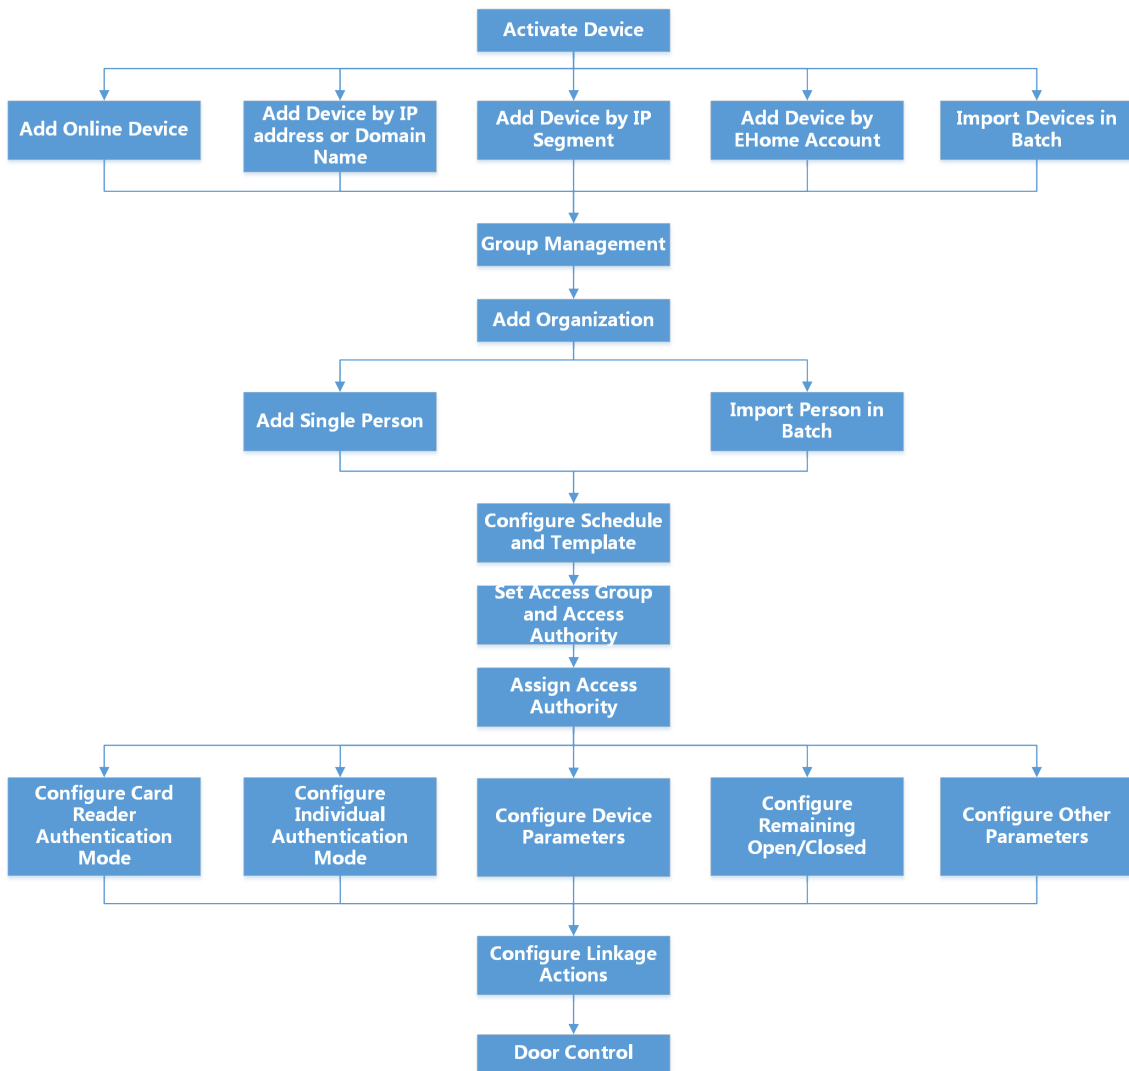 Activate Device
Add Online Device
Add Device by IP
address or Domain
Name
Add Device by IP
Segment
Add Device by
EHome Account
Import Devices in
Batch
Group Management
Add Organization
Add Single Person
Import Person in
Batch
Configure Schedule
and Template
Set Access Group
and Access
Authority
Assign Access
Authority
Configure Card
Reader
Authentication
Mode
Configure
Individual
Authentication
Mode
Configure Device
Parameters
Configure
Remaining
Open/Closed
Configure Other
Parameters
Configure Linkage
Actions
Door Control